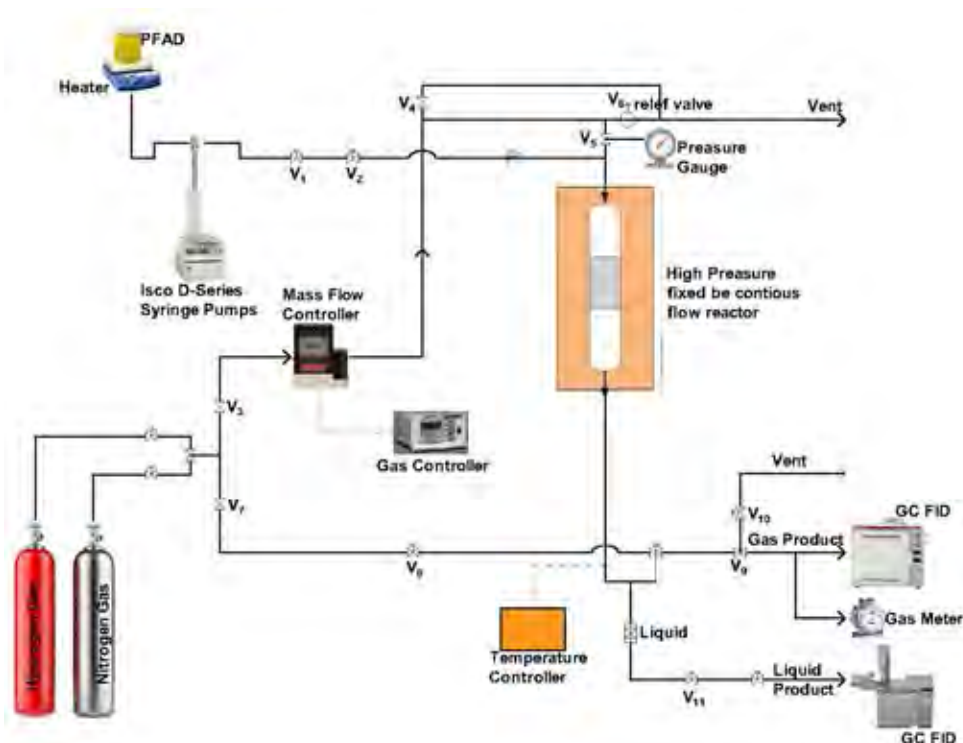 PFAD
Heater
V4
V6
relef valve
Vent
V5
Preasure
Gauge
V1
V2
Isco D-Series
Syringe Pumps
Mass Flow
Controller
High Preasure
fixed be contious
flow reactor
V3
Gas Controller
Vent
V7
V10
GC FID
Gas Product
V9
Gas Meter
Nitrogen Gas
Liquid
Temperature
Controller
Liquid
Product
V11
GC FID